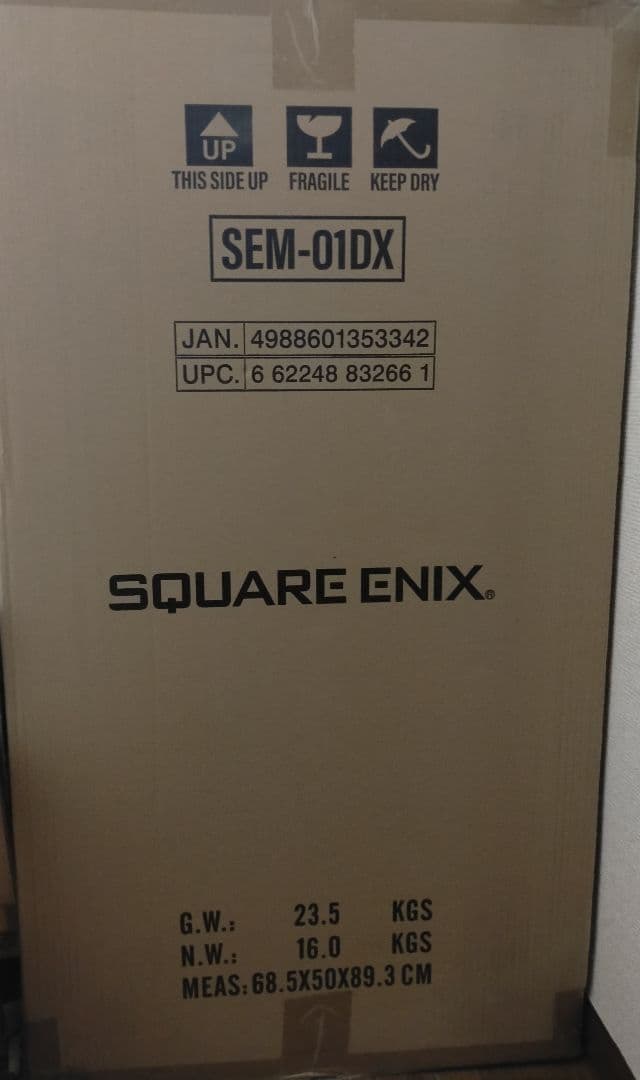 UP
THIS SIDE UP FRAGILE KEEP DRY
SEM-01DX
JAN. 4988601353342
UPC. 6 62248 83266 1
SQUARE ENIX®
G.W.: 23.5 KGS
N.W.: 16.0 KGS
MEAS: 68.5X50X89.3 CM